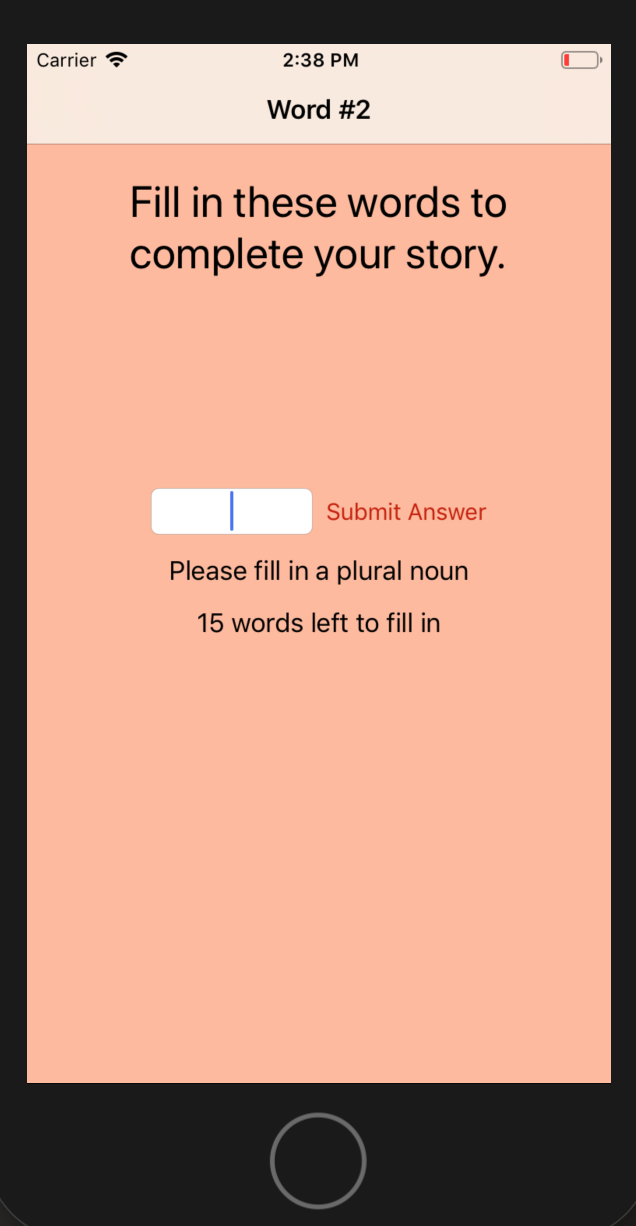 Carrier 2:38 PM
Word #2
Fill in these words to
complete your story.
Submit Answer
Please fill in a plural noun
15 words left to fill in